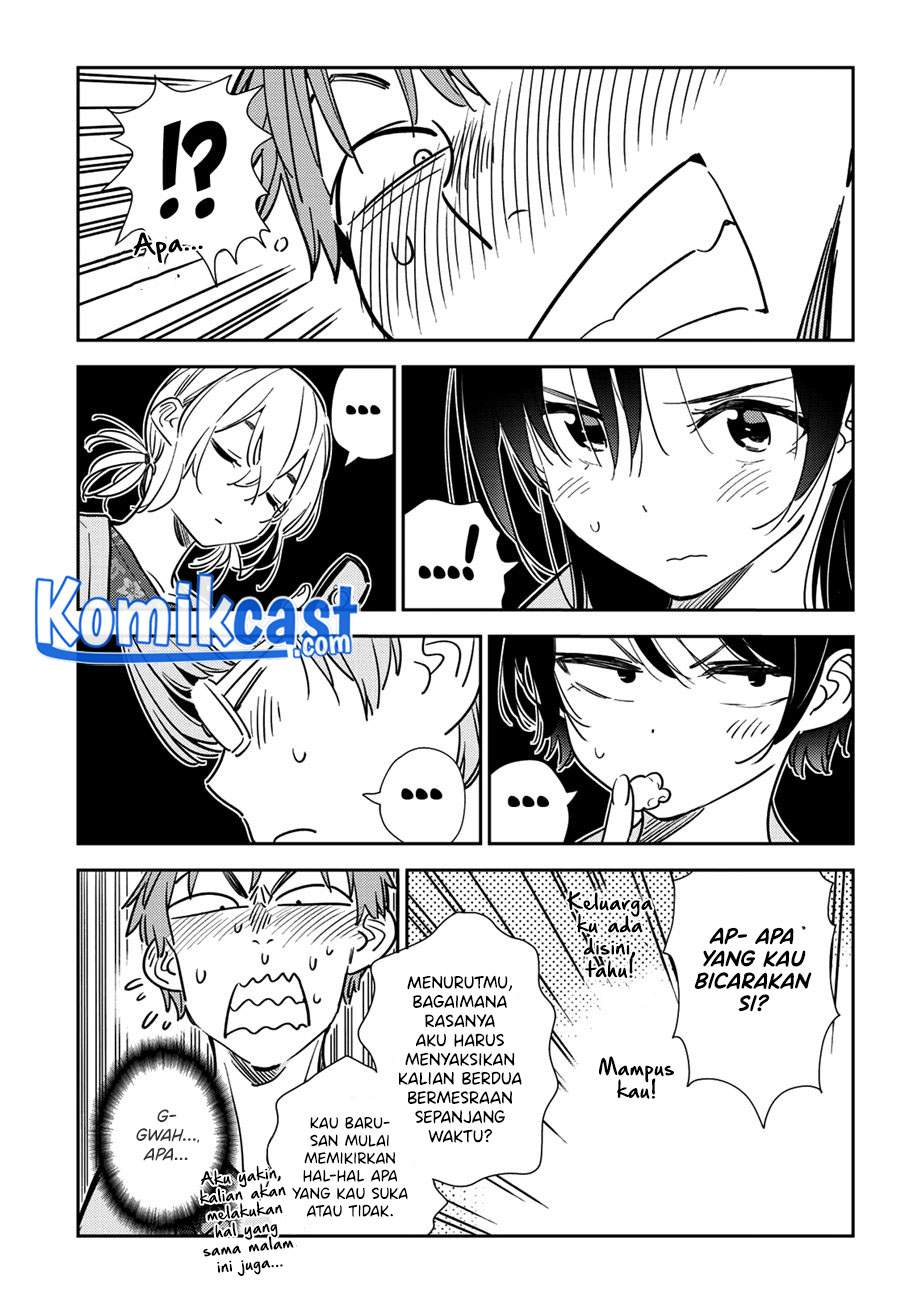 !?
Apa...
....!
...
Komikcast
.com
...
...
AP- APA
YANG KAU
BICARAKAN
SI?
Keluarga
ku ada
disini
tahu!
Mampus
kau!
MENURUTMU,
BAGAIMANA
RASANYA
AKU HARUS
MENYAKSIKAN
KALIAN BERDUA
BERMESRAAN
SEPANJANG
WAKTU?
KAU BARU-
SAN MULAI
MEMIKIRKAN
HAL-HAL APA
YANG KAU SUKA
ATAU TIDAK.
Aku yakin,
kalian akan
melakukan
hal yang
sama malam
ini juga...
G-
GWAH...,
APA...